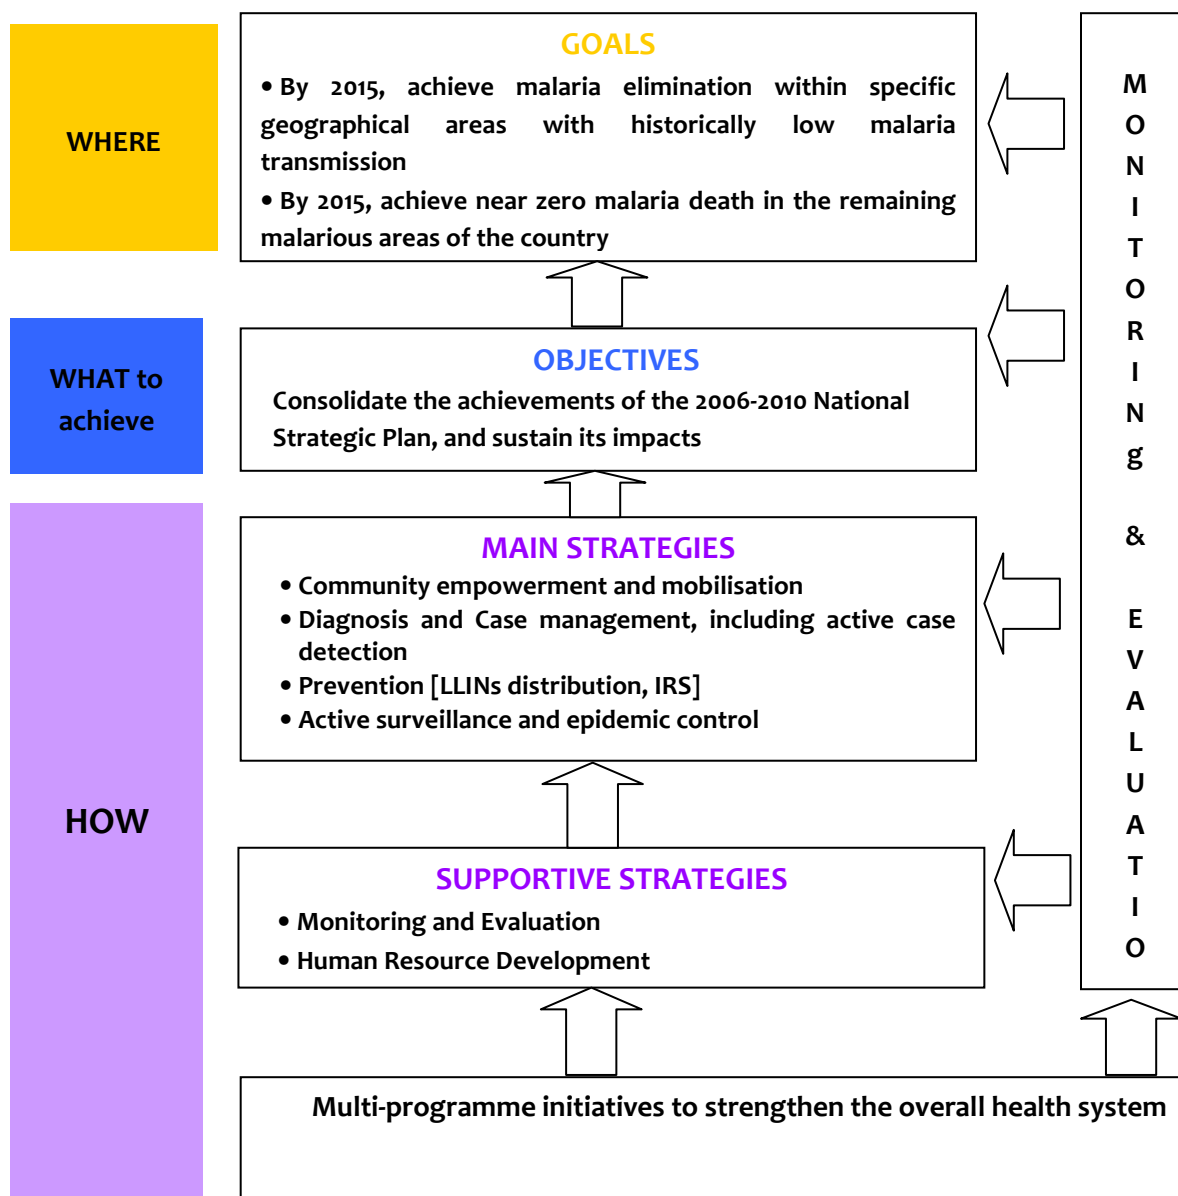 WHERE
GOALS
• By 2015, achieve malaria elimination within specific
geographical areas with historically low malaria
transmission
• By 2015, achieve near zero malaria death in the remaining
malarious areas of the country
WHAT to
achieve
OBJECTIVES
Consolidate the achievements of the 2006-2010 National
Strategic Plan, and sustain its impacts
HOW
MAIN STRATEGIES
• Community empowerment and mobilisation
• Diagnosis and Case management, including active case
detection
• Prevention [LLINs distribution, IRS]
• Active surveillance and epidemic control
SUPPORTIVE STRATEGIES
• Monitoring and Evaluation
• Human Resource Development
Multi-programme initiatives to strengthen the overall health system
M
O
N
I
T
O
R
I
N
g
&
E
V
A
L
U
A
T
I
O